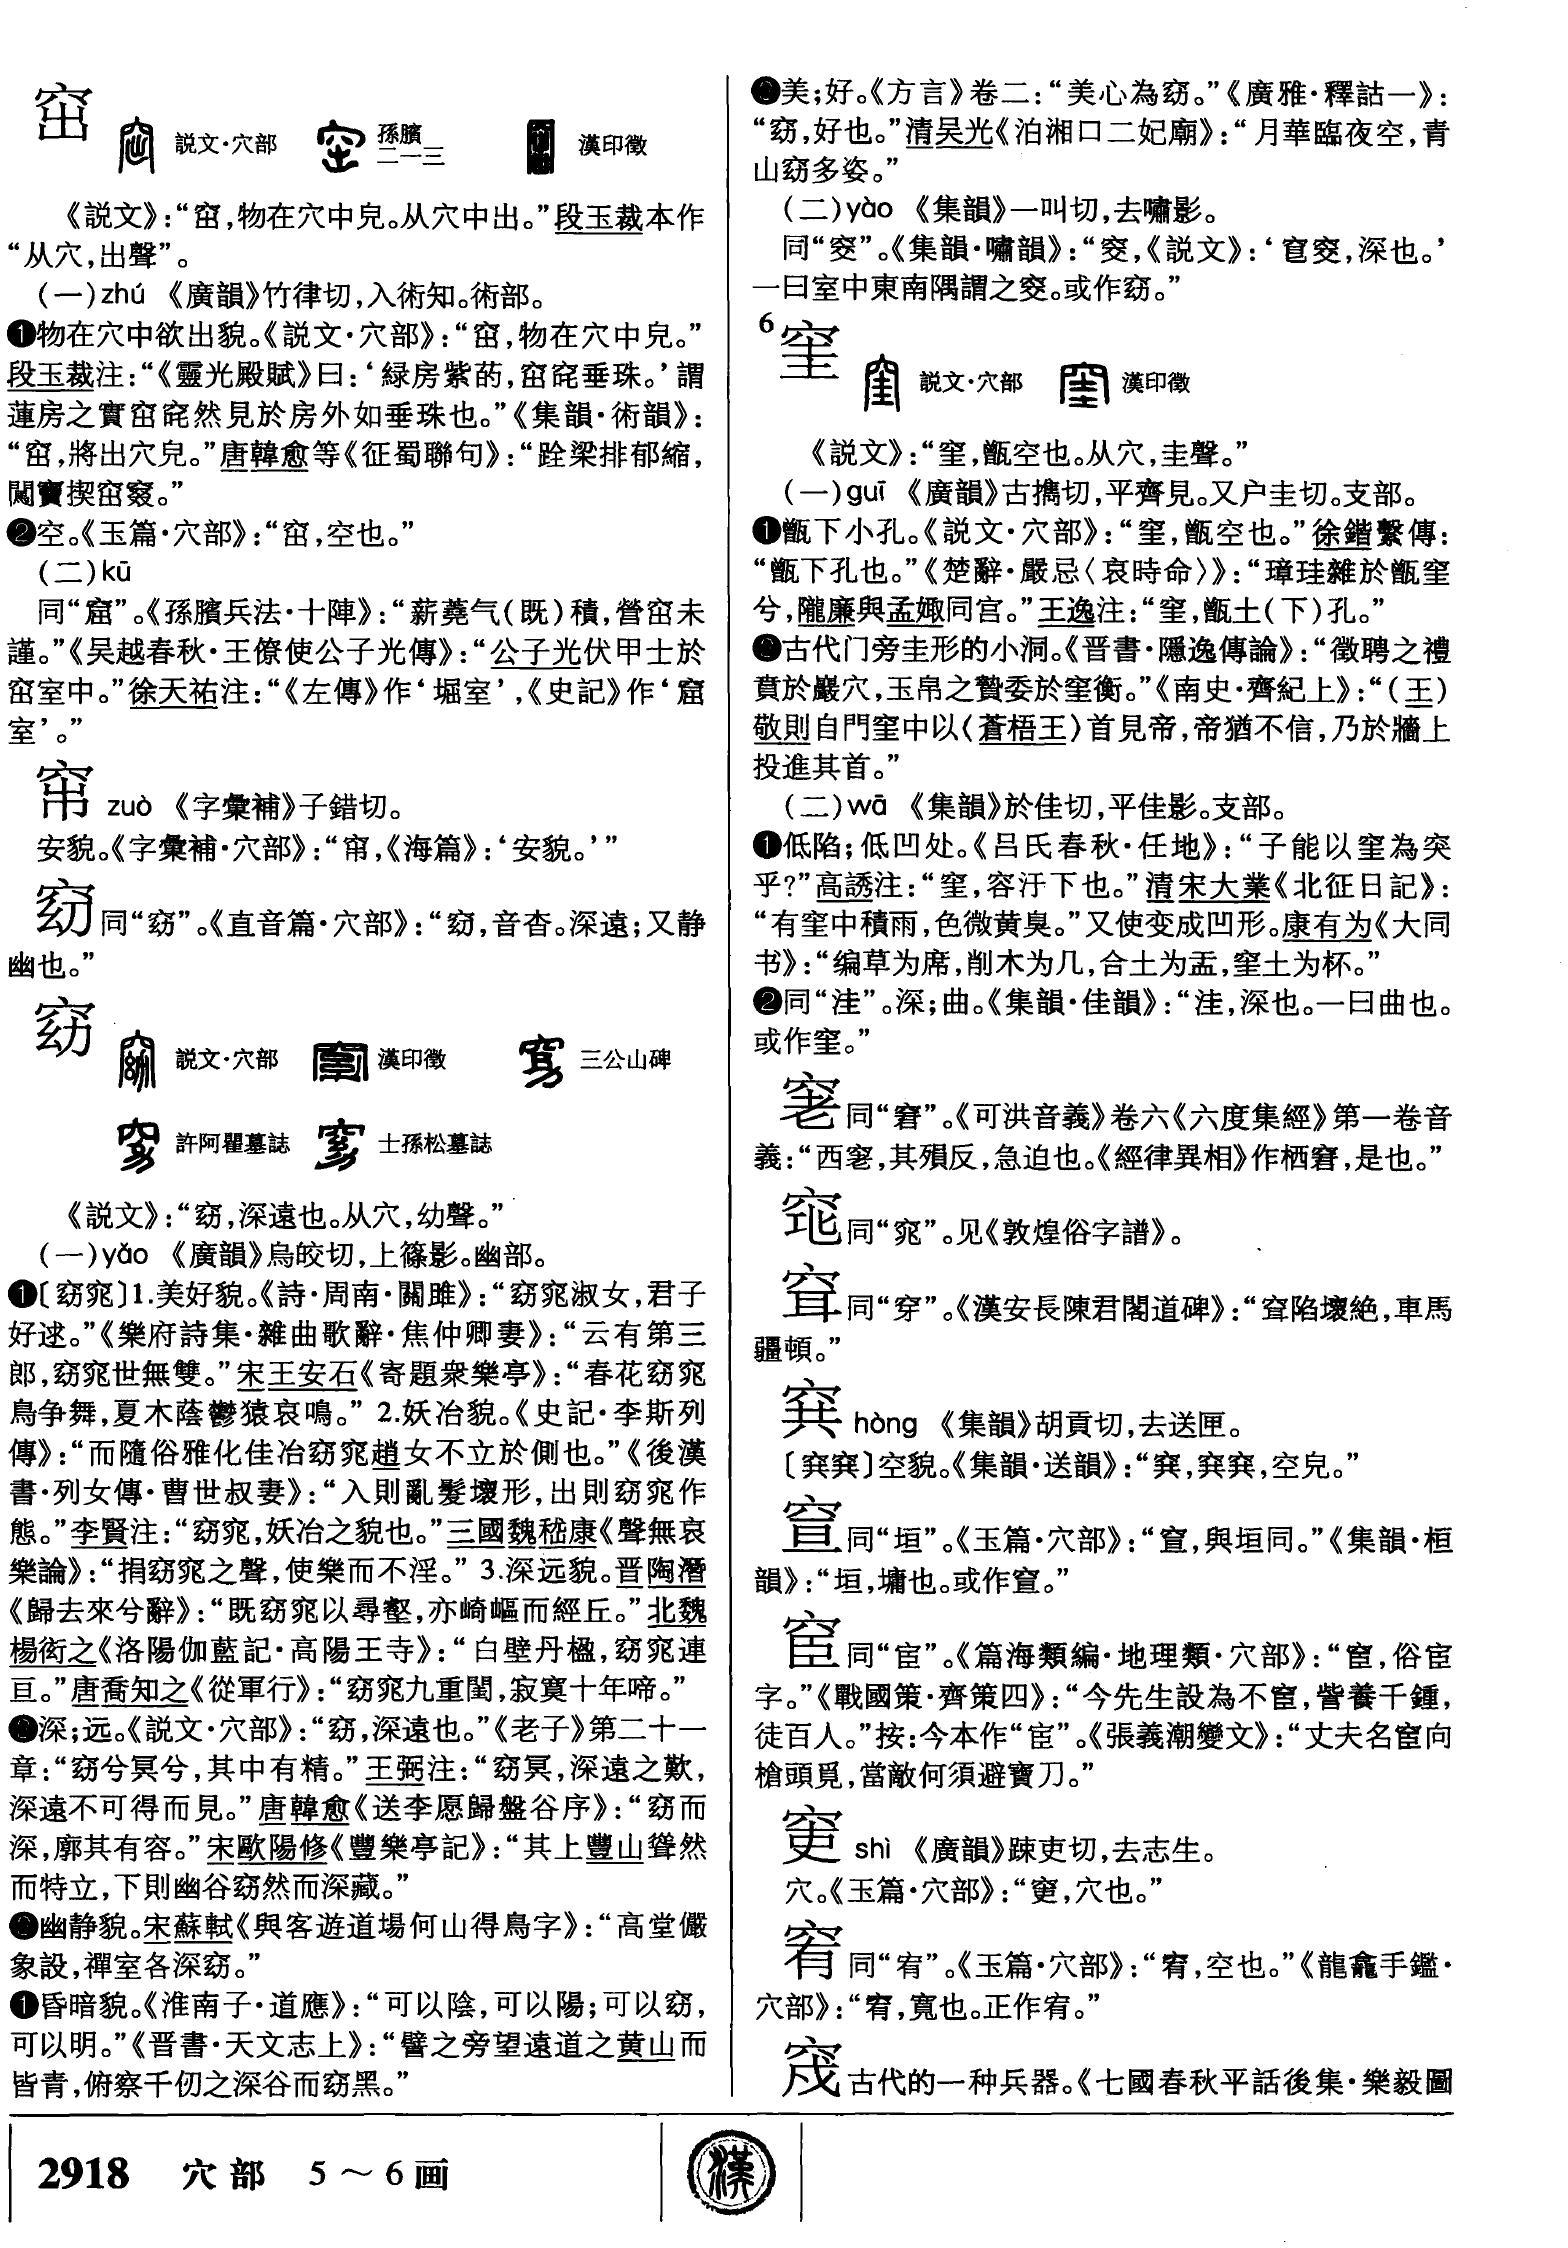 窋
説文·穴部 孫臏二一三 漢印徵
《説文》:“窋,物在穴中皃。从穴中出。”段玉裁本作
“从穴,出聲”。
(一)zhú 《廣韻》竹律切,入術知。術部。
❶物在穴中欲出貌。《説文·穴部》:“窋,物在穴中皃。”
段玉裁注:“《靈光殿賦》曰:‘緑房紫菂,窋窀垂珠。’謂
蓮房之實窋窀然見於房外如垂珠也。”《集韻·術韻》:
“窋,將出穴皃。”唐韓愈等《征蜀聯句》:“跧梁排郁縮,
闖竇揳窋窡。”
❷空。《玉篇·穴部》:“窋,空也。”
(二)kū
同“窟”。《孫臏兵法·十陣》:“薪蕘气(既)積,營窋未
謹。”《吴越春秋·王僚使公子光傳》:“公子光伏甲士於
窋室中。”徐天祜注:“《左傳》作‘堀室’,《史記》作‘窟
室’。”
zuò 《字彙補》子錯切。
安貌。《字彙補·穴部》:“,《海篇》:‘安貌。’”
同“窈”。《直音篇·穴部》:“,音杳。深遠;又静
幽也。”
窈
説文·穴部 漢印徵 三公山碑
許阿瞿墓誌 士孫松墓誌
《説文》:“窈,深遠也。从穴,幼聲。”
(一)yǎo 《廣韻》烏皎切,上篠影。幽部。
❶〔窈窕〕1.美好貌。《詩·周南·關雎》:“窈窕淑女,君子
好逑。”《樂府詩集·雜曲歌辭·焦仲卿妻》:“云有第三
郎,窈窕世無雙。”宋王安石《寄題衆樂亭》:“春花窈窕
鳥争舞,夏木蔭鬱猿哀鳴。” 2.妖冶貌。《史記·李斯列
傳》:“而隨俗雅化佳冶窈窕趙女不立於側也。”《後漢
書·列女傳·曹世叔妻》:“入則亂髮壞形,出則窈窕作
態。”李賢注:“窈窕,妖冶之貌也。”三國魏嵇康《聲無哀
樂論》:“捐窈窕之聲,使樂而不淫。” 3.深远貌。晋陶潛
《歸去來兮辭》:“既窈窕以尋壑,亦崎嶇而經丘。”北魏
楊衒之《洛陽伽藍記·高陽王寺》:“白壁丹楹,窈窕連
亘。”唐喬知之《從軍行》:“窈窕九重閨,寂寞十年啼。”
❷深;远。《説文·穴部》:“窈,深遠也。”《老子》第二十一
章:“窈兮冥兮,其中有精。”王弼注:“窈冥,深遠之歎,
深遠不可得而見。”唐韓愈《送李愿歸盤谷序》:“窈而
深,廓其有容。”宋歐陽修《豐樂亭記》:“其上豐山聳然
而特立,下則幽谷窈然而深藏。”
❸幽静貌。宋蘇軾《與客遊道場何山得鳥字》:“高堂儼
象設,禪室各深窈。”
❹昏暗貌。《淮南子·道應》:“可以陰,可以陽;可以窈,
可以明。”《晋書·天文志上》:“譬之旁望遠道之黄山而
皆青,俯察千仞之深谷而窈黑。”
❺美;好。《方言》卷二:“美心為窈。”《廣雅·釋詁一》:
“窈,好也。”清吴光《泊湘口二妃廟》:“月華臨夜空,青
山窈多姿。”
(二)yào 《集韻》一叫切,去嘯影。
同“窔”。《集韻·嘯韻》:“窔,《説文》:‘窅窔,深也。’
一曰室中東南隅謂之窔。或作窈。”
6 窐
説文·穴部 漢印徵
《説文》:“窐,甑空也。从穴,圭聲。”
(一)guī 《廣韻》古攜切,平齊見。又户圭切。支部。
❶甑下小孔。《説文·穴部》:“窐,甑空也。”徐鍇繫傳:
“甑下孔也。”《楚辭·嚴忌〈哀時命〉》:“璋珪雜於甑窐
兮,隴廉與孟娵同宫。”王逸注:“窐,甑土(下)孔。”
❷古代门旁圭形的小洞。《晋書·隱逸傳論》:“徵聘之禮
賁於巖穴,玉帛之贄委於窐衡。”《南史·齊紀上》:“(王)
敬則自門窐中以(蒼梧王)首見帝,帝猶不信,乃於牆上
投進其首。”
(二)wā 《集韻》於佳切,平佳影。支部。
❶低陷;低凹处。《吕氏春秋·任地》:“子能以窐為突
乎?”高誘注:“窐,容汙下也。”清宋大業《北征日記》:
“有窐中積雨,色微黄臭。”又使变成凹形。康有为《大同
书》:“编草为席,削木为几,合土为盂,窐土为杯。”
❷同“洼”。深;曲。《集韻·佳韻》:“洼,深也。一曰曲也。
或作窐。”
同“窘”。《可洪音義》卷六《六度集經》第一卷音
義:“西,其殞反,急迫也。《經律異相》作栖窘,是也。”
同“窕”。见《敦煌俗字譜》。
同“穿”。《漢安長陳君閣道碑》:“陷壞絶,車馬
疆頓。”
hòng 《集韻》胡貢切,去送匣。
〔〕空貌。《集韻·送韻》:“,空皃。”
同“垣”。《玉篇·穴部》:“,與垣同。”《集韻·桓
韻》:“垣,墉也。或作。”
同“宦”。《篇海類編·地理類·穴部》:“,俗宦
字。”《戰國策·齊策四》:“今先生設為不,訾養千鍾,
徒百人。”按:今本作“宦”。《張義潮變文》:“丈夫名向
槍頭覓,當敵何須避寶刀。”
shì 《廣韻》踈吏切,去志生。
穴。《玉篇·穴部》:“,穴也。”
同“宥”。《玉篇·穴部》:“,空也。”《龍龕手鑑·
穴部》:“,寬也。正作宥。”
古代的一种兵器。《七國春秋平話後集·樂毅圖
2918 穴部 5～6画
漢